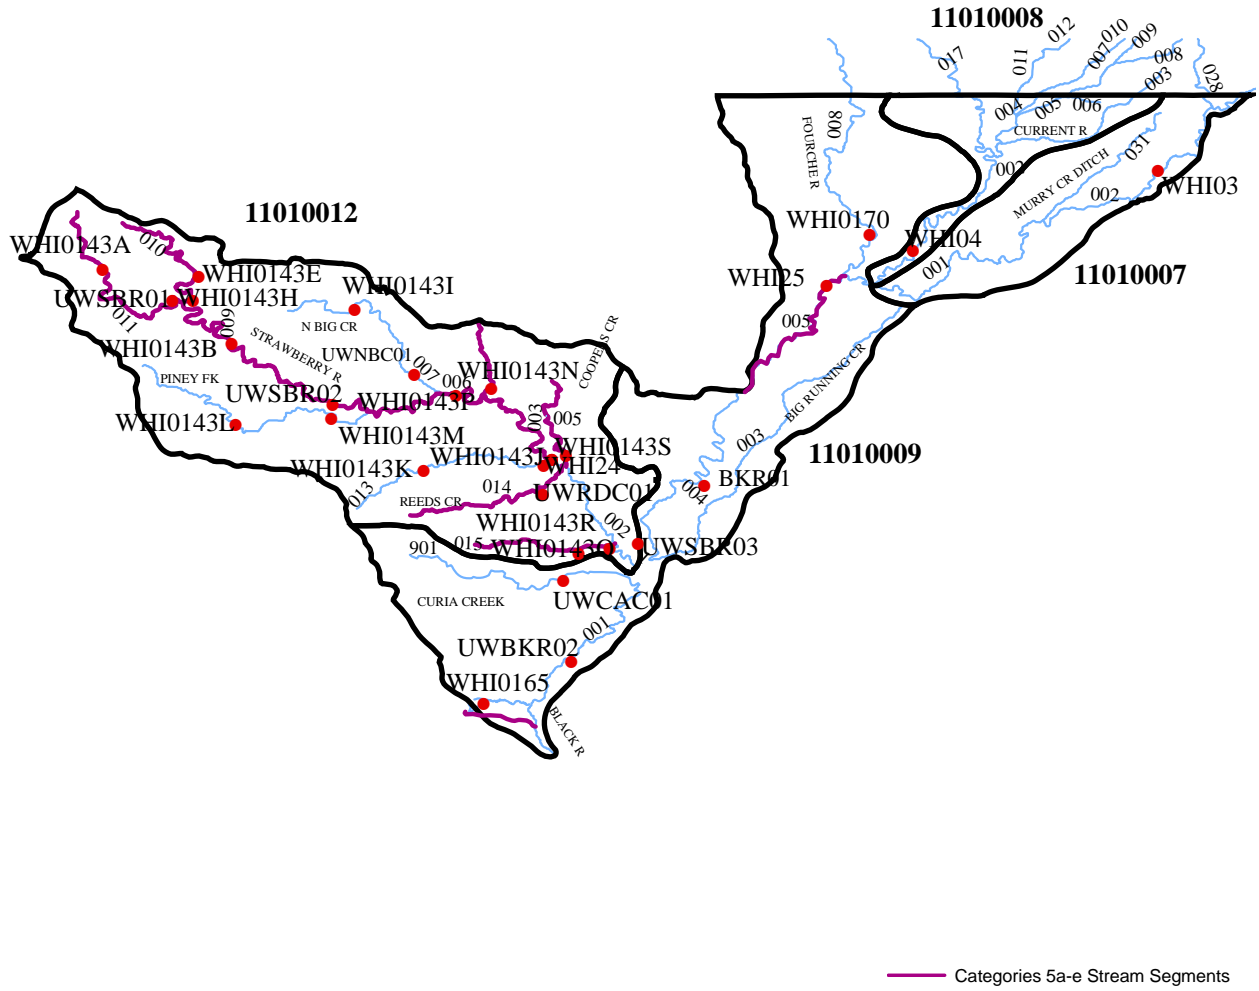 11010008
012
010
009
017
011
007
008
003
028
004
005
006
CURRENT R
008
FOURCHE R
002
031
MURRY CR DITCH
002
WHI03
11010012
WHI0170
WHI04
001
11010007
WHI0143A
010
WHI0143E
WHI25
UWSBR01
WHI0143H
WHI0143I
011
009
N BIG CR
005
COOPERS CR
WHI0143B
STRAWBERRY R
UWNBC01
BIG RUNNING CR
PINEY FK
007
006
WHI0143N
UWSBR02
WHI0143P
003
005
WHI0143L
WHI0143M
003
WHI0143S
WHI0143K
WHI0143J
WHI24
11010009
013
014
UWRDC01
004
BKR01
REEDS CR
WHI0143R
002
901
015
WHI0143Q
UWSBR03
CURIA CREEK
UWCAC01
001
UWBKR02
WHI0165
BLACK R
Categories 5a-e Stream Segments